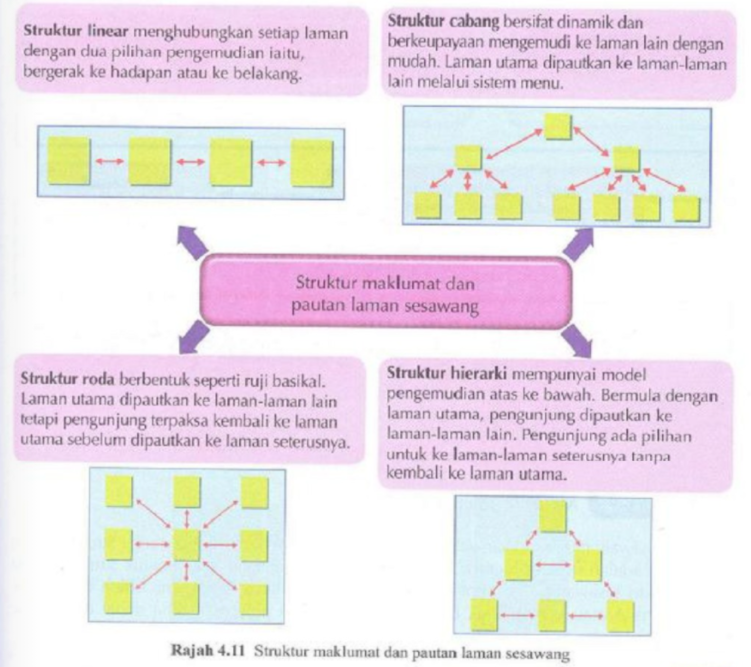 Struktur linear menghubungkan setiap laman
dengan dua pilihan pengemudian iaitu,
bergerak ke hadapan atau ke belakang.
Struktur cabang bersifat dinamik dan
berkeupayaan mengemudi ke laman lain dengan
mudah. Laman utama dipautkan ke laman-laman
lain melalui sistem menu.
Struktur maklumat dan
pautan laman sesawang
Struktur roda berbentuk seperti ruji basikal.
Laman utama dipautkan ke laman-laman lain
tetapi pengunjung terpaksa kembali ke laman
utama sebelum dipautkan ke laman seterusnya.
Struktur hierarki mempunyai model
pengemudian atas ke bawah. Bermula dengan
laman utama, pengunjung dipautkan ke
laman-laman lain. Pengunjung ada pilihan
untuk ke laman-laman seterusnya tanpa
kembali ke laman utama.
Rajah 4.11 Struktur maklumat dan pautan laman sesawang